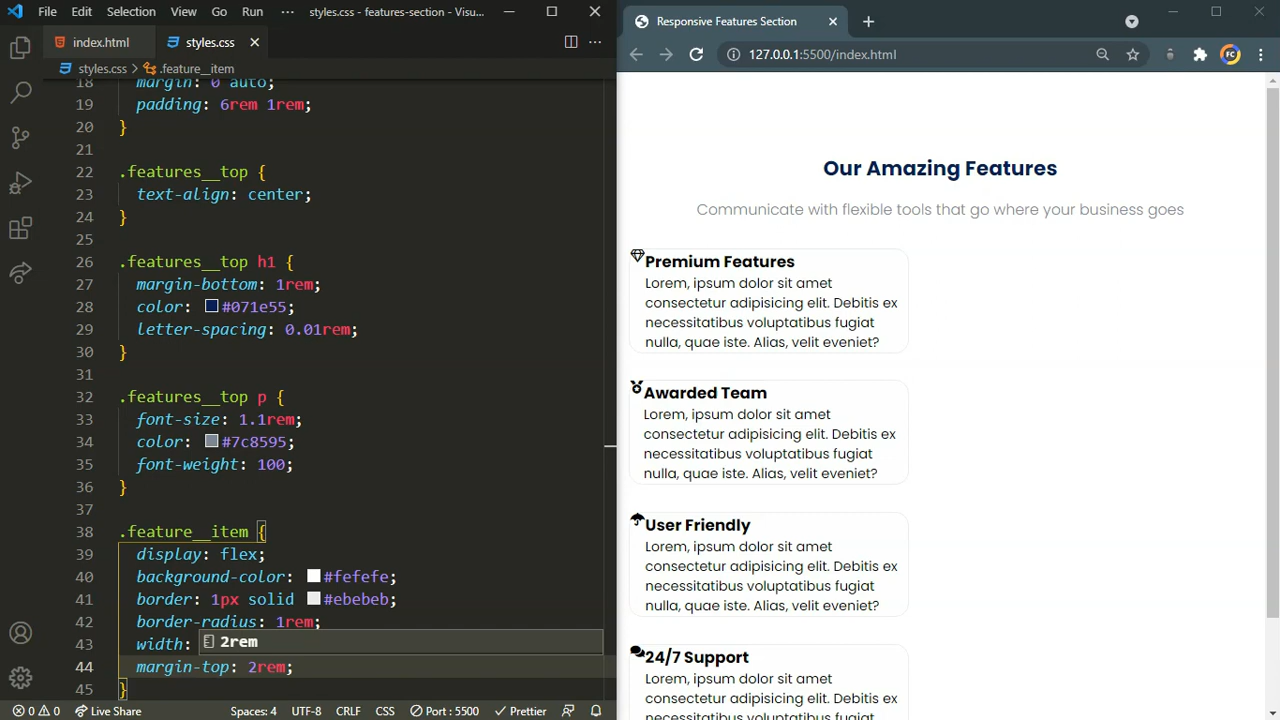 File Edit Selection View Go Run ··· styles.css - features-section - Visu...
index.html styles.css
styles.css > .feature__item
18 margin: 0 auto;
19 padding: 6rem 1rem;
20 }
21
22 .features__top {
23 text-align: center;
24 }
25
26 .features__top h1 {
27 margin-bottom: 1rem;
28 color: #071e55;
29 letter-spacing: 0.01rem;
30 }
31
32 .features__top p {
33 font-size: 1.1rem;
34 color: #7c8595;
35 font-weight: 100;
36 }
37
38 .feature__item {
39 display: flex;
40 background-color: #fefefe;
41 border: 1px solid #ebebeb;
42 border-radius: 1rem;
2rem
43 width:
44 margin-top: 2rem;
45 }
0 0 Live Share Spaces: 4 UTF-8 CRLF CSS Port : 5500 Prettier
Responsive Features Section
127.0.0.1:5500/index.html
FC
Our Amazing Features
Communicate with flexible tools that go where your business goes
Premium Features
Lorem, ipsum dolor sit amet
consectetur adipisicing elit. Debitis ex
necessitatibus voluptatibus fugiat
nulla, quae iste. Alias, velit eveniet?
Awarded Team
Lorem, ipsum dolor sit amet
consectetur adipisicing elit. Debitis ex
necessitatibus voluptatibus fugiat
nulla, quae iste. Alias, velit eveniet?
User Friendly
Lorem, ipsum dolor sit amet
consectetur adipisicing elit. Debitis ex
necessitatibus voluptatibus fugiat
nulla, quae iste. Alias, velit eveniet?
24/7 Support
Lorem, ipsum dolor sit amet
consectetur adipisicing elit. Debitis ex
necessitatibus voluptatibus fugiat